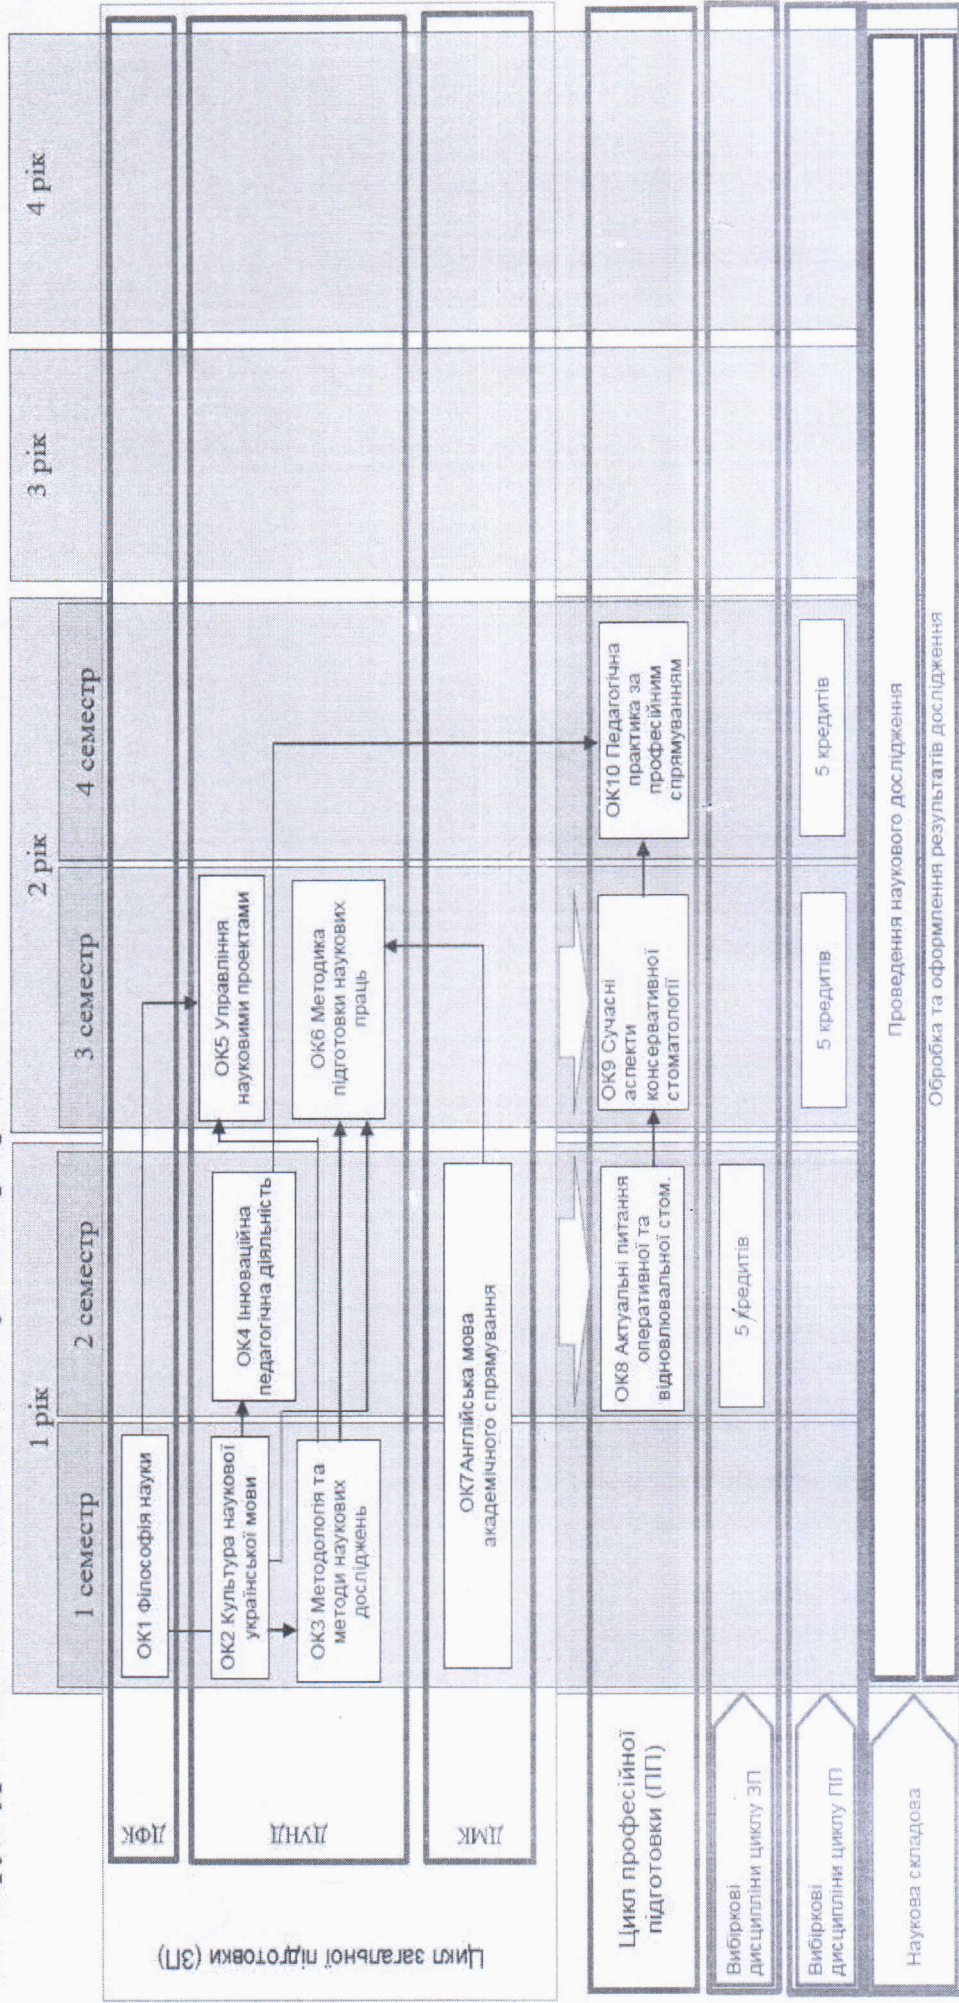 1 рік
2 рік
3 рік
4 рік
1 семестр
2 семестр
3 семестр
4 семестр
Цикл загальної підготовки (ЗП)
ДФК
ОК1 Філософія науки
ДУНД
ОК2 Культура наукової
української мови
ОК4 Інноваційна
педагогічна діяльність
ОК5 Управління
науковими проектами
ОК3 Методологія та
методи наукових
досліджень
ОК6 Методика
підготовки наукових
праць
ДМК
ОК7Англійська мова
академічного спрямування
Цикл професійної
підготовки (ПП)
ОК8 Актуальні питання
оперативної та
відновлювальної стом.
ОК9 Сучасні
аспекти
консервативної
стоматології
ОК10 Педагогічна
практика за
професійним
спрямуванням
Вибіркові
дисципліни циклу ЗП
5 кредитів
Вибіркові
дисципліни циклу ПП
5 кредитів
5 кредитів
Наукова складова
Проведення наукового дослідження
Обробка та оформлення результатів дослідження